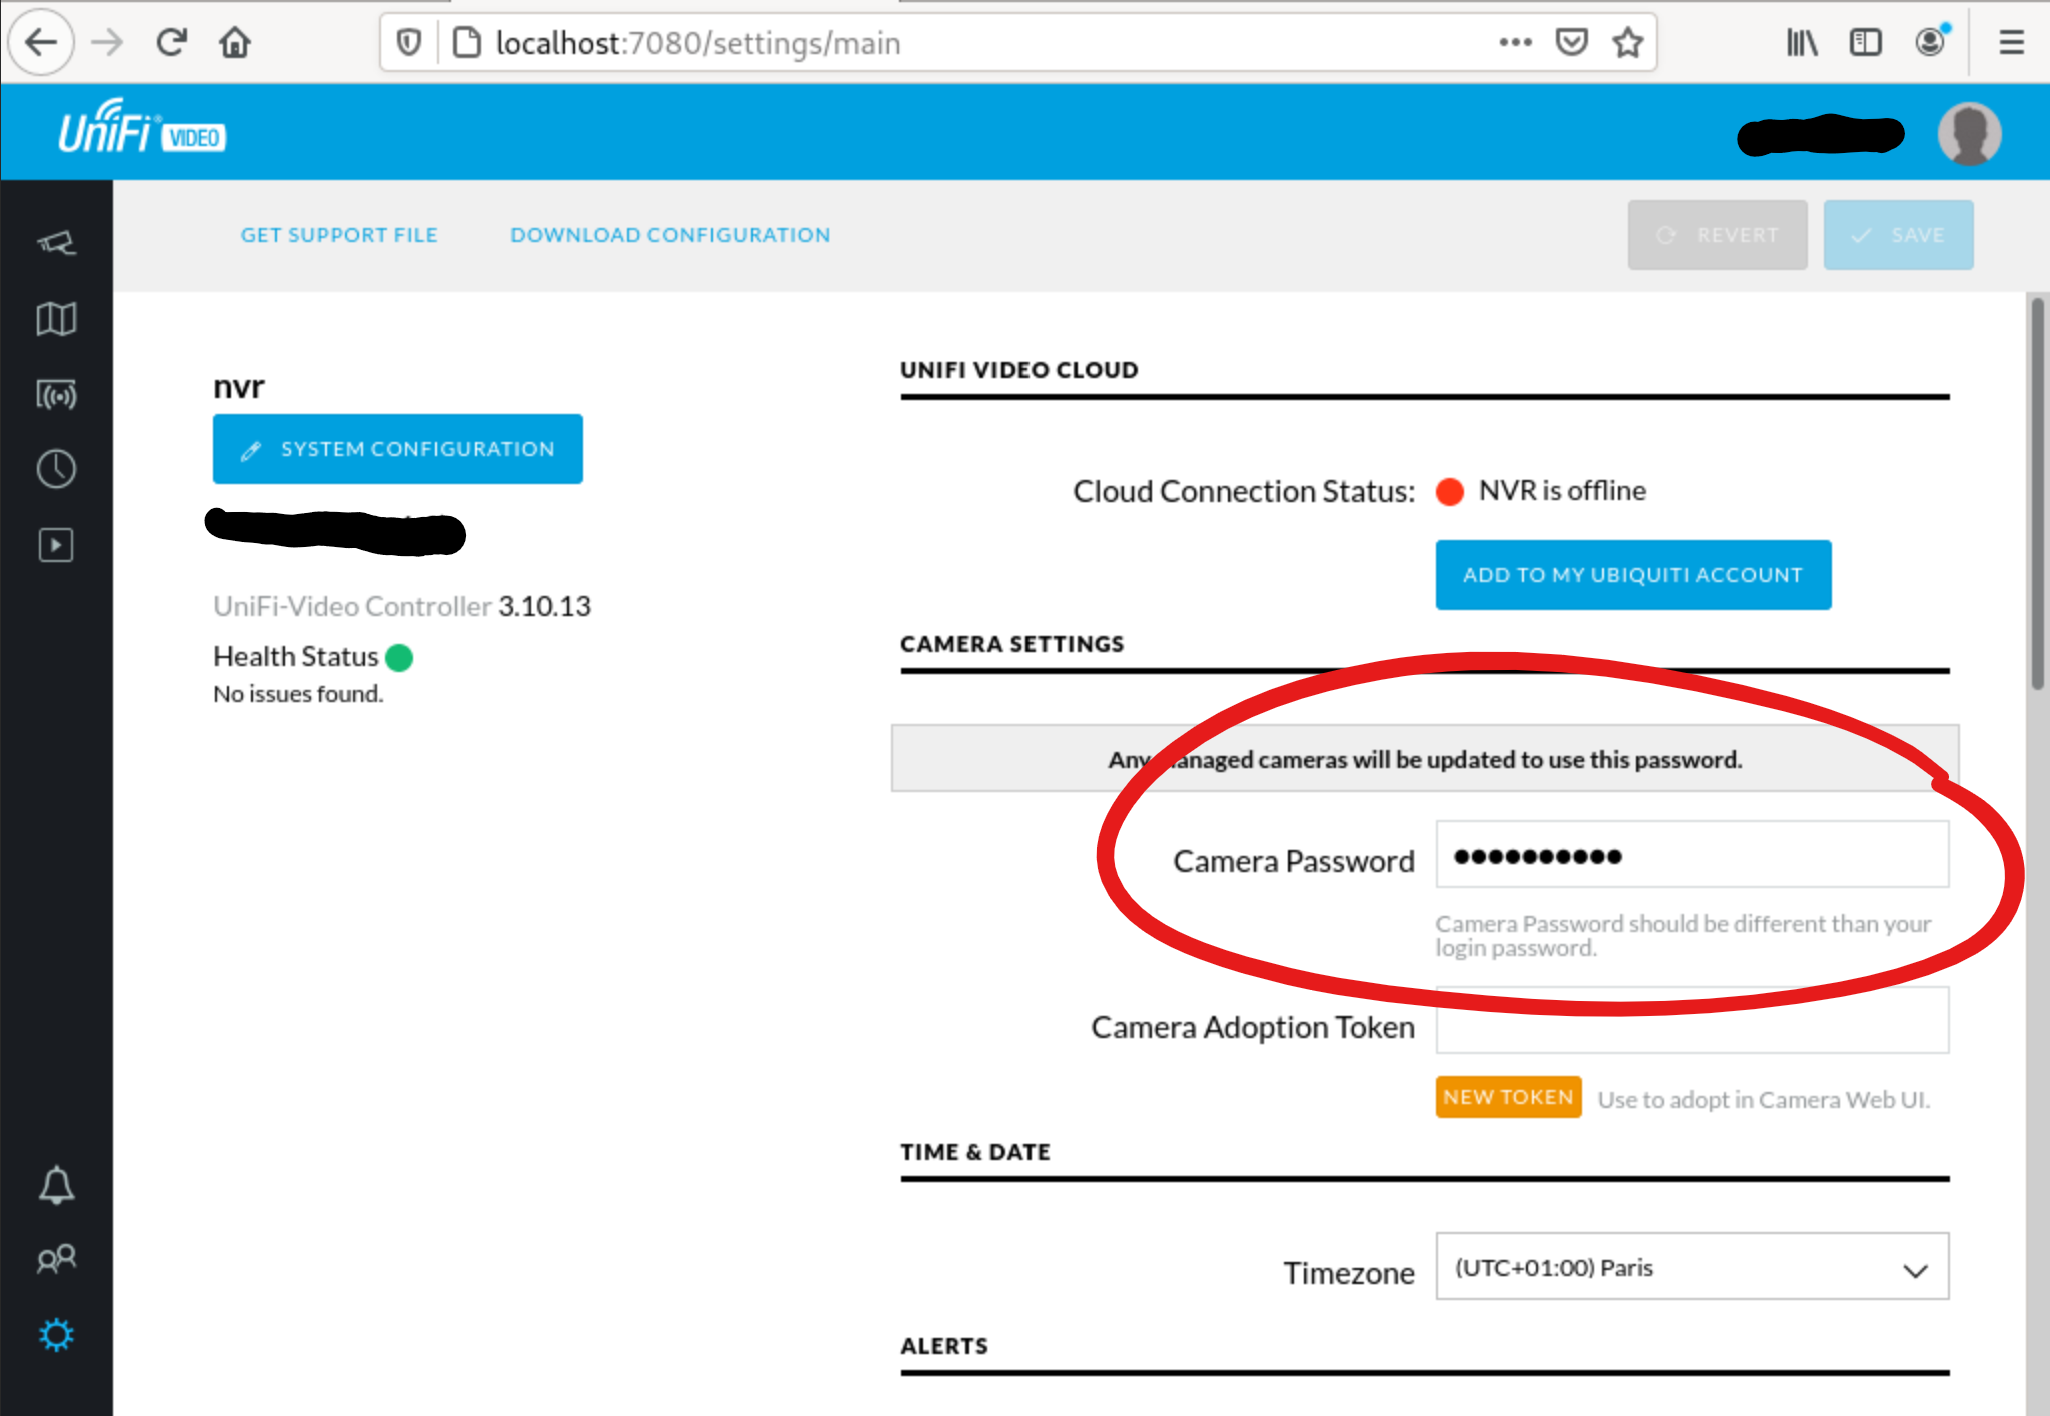 localhost:7080/settings/main
UniFi® VIDEO
GET SUPPORT FILE
DOWNLOAD CONFIGURATION
REVERT
SAVE
nvr
SYSTEM CONFIGURATION
UniFi-Video Controller 3.10.13
Health Status
No issues found.
UNIFI VIDEO CLOUD
Cloud Connection Status: NVR is offline
ADD TO MY UBIQUITI ACCOUNT
CAMERA SETTINGS
Any managed cameras will be updated to use this password.
Camera Password ●●●●●●●●●●
Camera Password should be different than your
login password.
Camera Adoption Token
NEW TOKEN Use to adopt in Camera Web UI.
TIME & DATE
Timezone (UTC+01:00) Paris
ALERTS